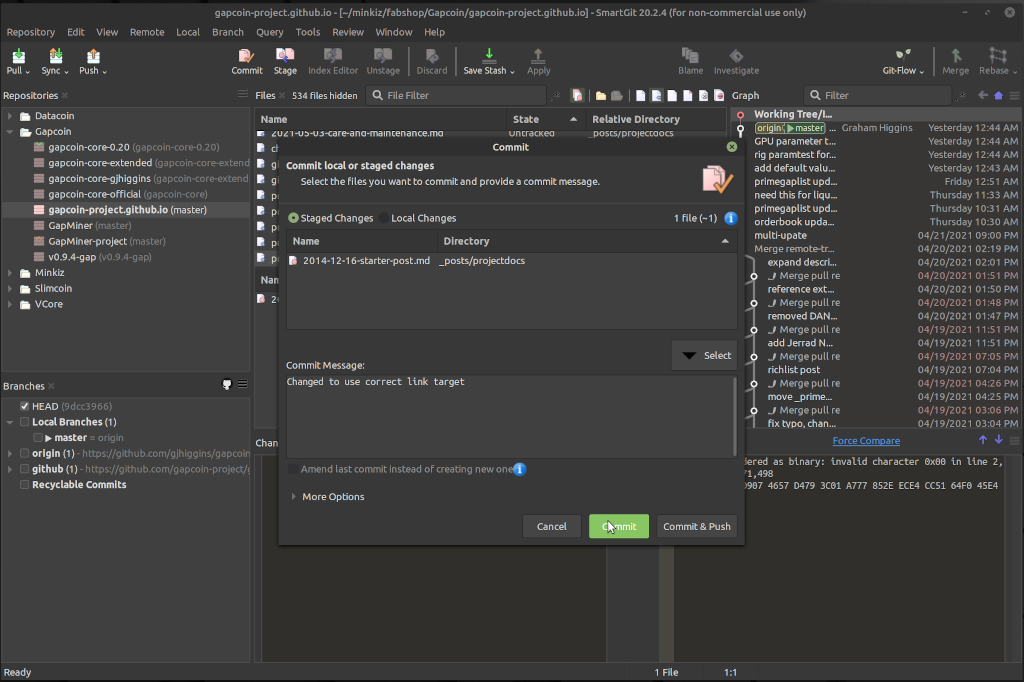 gapcoin-project.github.io - [~/minkiz/fabshop/Gapcoin/gapcoin-project.github.io] - SmartGit 20.2.4 (for non-commercial use only)
Repository Edit View Remote Local Branch Query Tools Review Window Help
Pull Sync Push Commit Stage Index Editor Unstage Discard Save Stash Apply Blame Investigate Git-Flow Merge Rebase
Repositories Files 534 files hidden File Filter Graph Filter
Datacoin
Gapcoin
gapcoin-core-0.20 (gapcoin-core-0.20)
gapcoin-core-extended (gapcoin-core-extend
gapcoin-core-gjhiggins (gapcoin-core-extend
gapcoin-core-official (gapcoin-core)
gapcoin-project.github.io (master)
GapMiner (master)
GapMiner-project (master)
v0.9.4-gap (v0.9.4-gap)
Minkiz
Slimcoin
VCore
Branches
HEAD (9dcc3966)
Local Branches (1)
master = origin
origin (1) - https://github.com/gjhiggins/gapcoin
github (1) - https://github.com/gapcoin-project/g
Recyclable Commits
Name State Relative Directory
2021-05-03-care-and-maintenance.md Untracked _posts/projectdocs
Commit
Commit local or staged changes
Select the files you want to commit and provide a commit message.
Staged Changes Local Changes 1 file (~1)
Name Directory
2014-12-16-starter-post.md _posts/projectdocs
Select
Commit Message:
Changed to use correct link target
Amend last commit instead of creating new one
More Options
Cancel Commit Commit & Push
Nan
Chan
Working Tree/I...
origin master ... Graham Higgins Yesterday 12:44 AM
GPU parameter t... Yesterday 12:44 AM
rig paramtest for... Yesterday 12:44 AM
add default valu... Yesterday 12:43 AM
primegaplist upd... Friday 12:51 AM
need this for liqu... Thursday 11:33 AM
primegaplist upd... Thursday 10:31 AM
orderbook upda... Thursday 10:30 AM
multi-upate 04/21/2021 09:00 PM
Merge remote-tr... 04/20/2021 02:19 PM
expand descri... 04/20/2021 02:01 PM
Merge pull re 04/20/2021 01:51 PM
reference ext... 04/20/2021 01:50 PM
Merge pull re 04/20/2021 01:48 PM
removed DAN... 04/20/2021 01:47 PM
Merge pull re 04/19/2021 11:51 PM
add Jerrad N... 04/19/2021 11:51 PM
Merge pull re 04/19/2021 07:05 PM
richlist post 04/19/2021 07:04 PM
Merge pull re 04/19/2021 04:26 PM
move _prime... 04/19/2021 04:25 PM
Merge pull re 04/19/2021 03:06 PM
fix typo, chan... 04/19/2021 03:04 PM
Force Compare
dered as binary: invalid character 0x00 in line 2,
71,498
0907 4657 D479 3C01 A777 852E ECE4 CC51 64F0 45E4
Ready 1 File 1:1